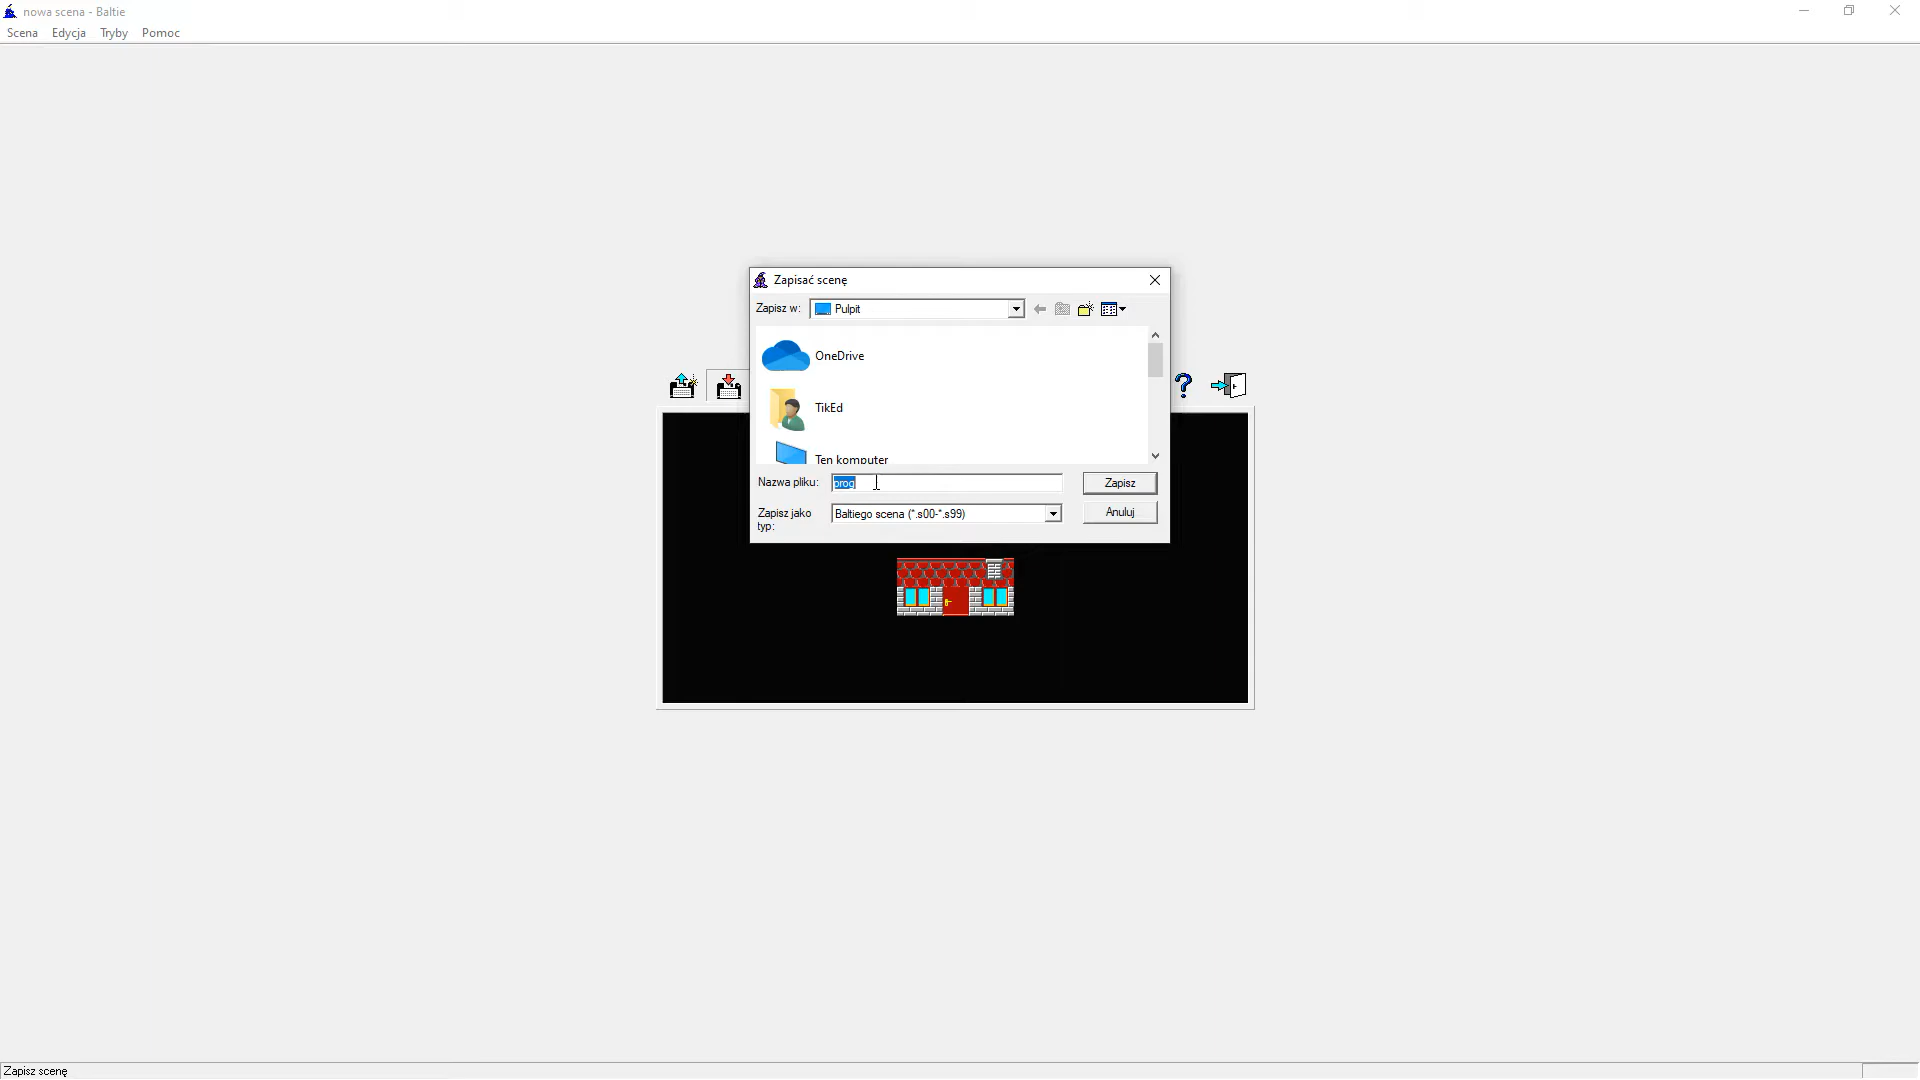 nowa scena - Baltie
Scena Edycja Tryby Pomoc
Zapisać scenę
Zapisz w: Pulpit
OneDrive
TikEd
Ten komputer
Nazwa pliku: prog Zapisz
Zapisz jako typ: Baltiego scena (*.s00-*.s99) Anuluj
Zapisz scenę